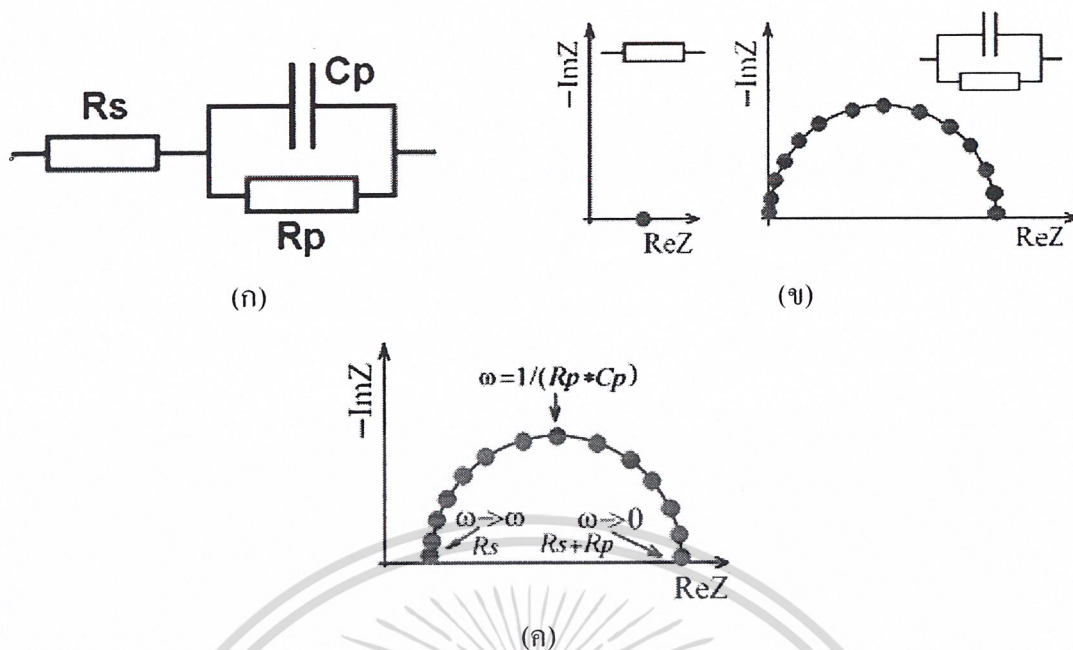 Cp
Rs
Rp
(ก)
−ImZ
ReZ
−ImZ
ReZ
(ข)
−ImZ
ω=1/(Rp*Cp)
ω->∞
Rs
ω->0
Rs+Rp
ReZ
(ค)